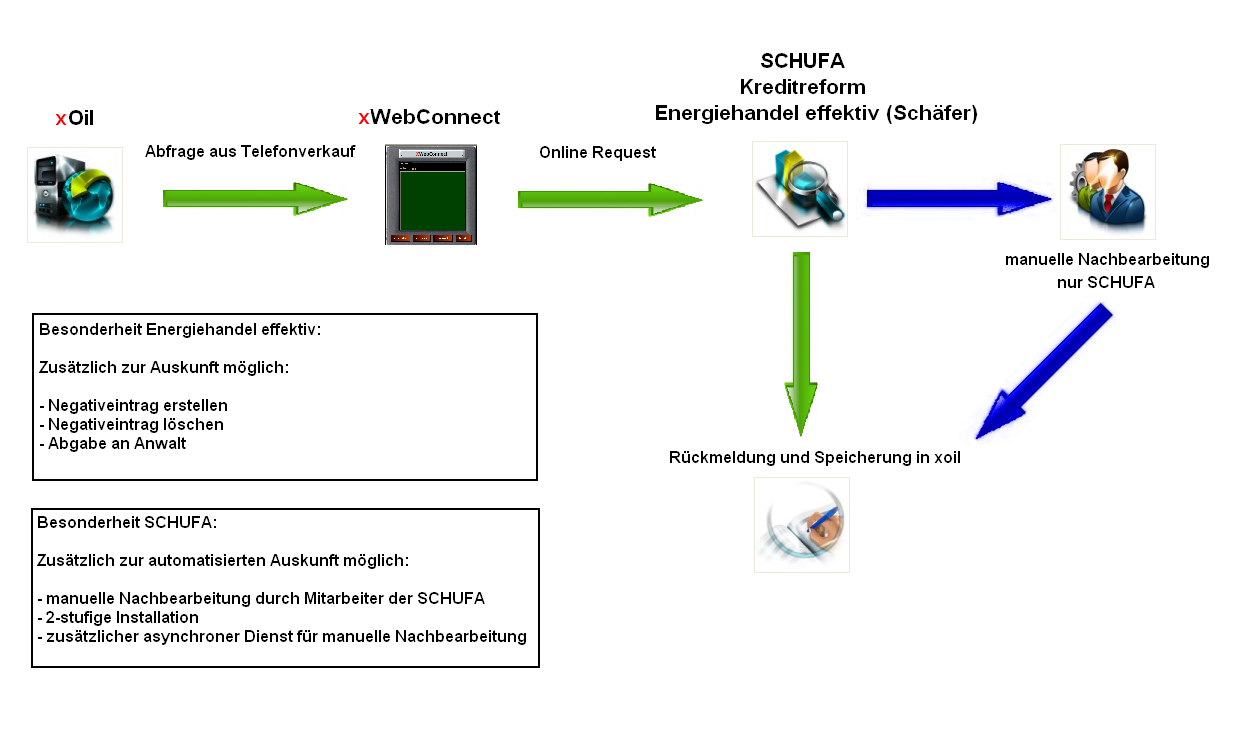 SCHUFA
Kreditreform
Energiehandel effektiv (Schäfer)
xOil
xWebConnect
Abfrage aus Telefonverkauf
Online Request
xWebConnect
manuelle Nachbearbeitung
nur SCHUFA
Besonderheit Energiehandel effektiv:
Zusätzlich zur Auskunft möglich:
- Negativeintrag erstellen
- Negativeintrag löschen
- Abgabe an Anwalt
Rückmeldung und Speicherung in xoil
Besonderheit SCHUFA:
Zusätzlich zur automatisierten Auskunft möglich:
- manuelle Nachbearbeitung durch Mitarbeiter der SCHUFA
- 2-stufige Installation
- zusätzlicher asynchroner Dienst für manuelle Nachbearbeitung